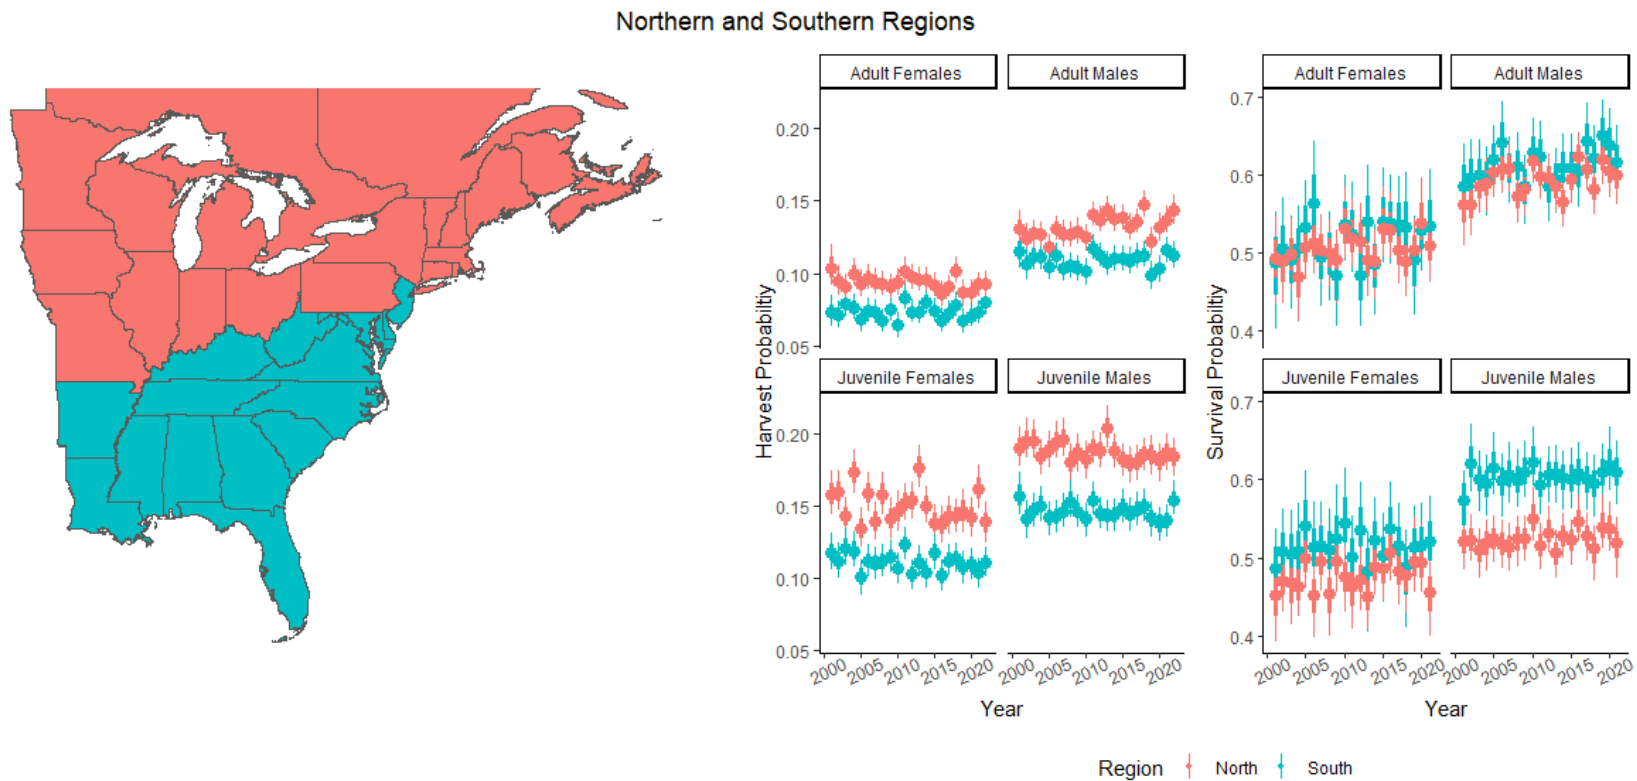 Northern and Southern Regions
Adult Females
Adult Males
0.20
0.15
0.10
0.05
Juvenile Females
Juvenile Males
0.20
0.15
0.10
0.05
Harvest Probabiltiy
2000 2005 2010 2015 2020
2000 2005 2010 2015 2020
Year
Adult Females
Adult Males
0.7
0.6
0.5
0.4
Juvenile Females
Juvenile Males
0.7
0.6
0.5
0.4
Survival Probabiltiy
2000 2005 2010 2015 2020
2000 2005 2010 2015 2020
Year
Region North South